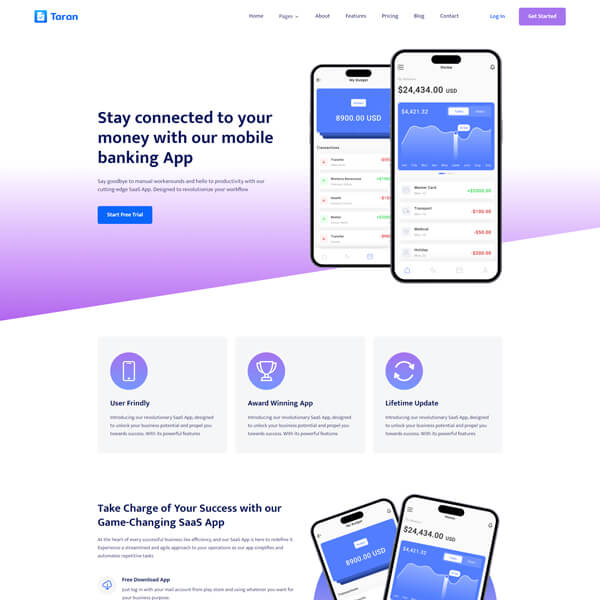 Taran
Home Pages About Features Pricing Blog Contact Log In Get Started
Stay connected to your
money with our mobile
banking App
Say goodbye to manual workarounds and hello to productivity with our
cutting-edge SaaS App. Designed to revolutionize your workflow
Start Free Trial
My Budget
8900.00 USD
Transactions
Transfer
Health
Wallet
Transfer
Home
$24,434.00 USD
$4,421.32
Master Card +$2000.00
Transport -$100.00
Medical -$50.00
Holiday -$200.00
User Frindly
Introducing our revolutionary SaaS App, designed
to unlock your business potential and propel you
towards success. With its powerful features
Award Winning App
Introducing our revolutionary SaaS App, designed
to unlock your business potential and propel you
towards success. With its powerful features
Lifetime Update
Introducing our revolutionary SaaS App, designed
to unlock your business potential and propel you
towards success. With its powerful features
Take Charge of Your Success with our
Game-Changing SaaS App
At the heart of every successful business lies efficiency, and our SaaS App is here to redefine it.
Experience a streamlined and agile approach to your operations as our app simplifies and
automates repetitive tasks
Free Download App
Just log in with your mail account from play store and using whatever you want for
your business purpose.
My Budget
8900.00 USD
Home
$24,434.00 USD
$4,421.32